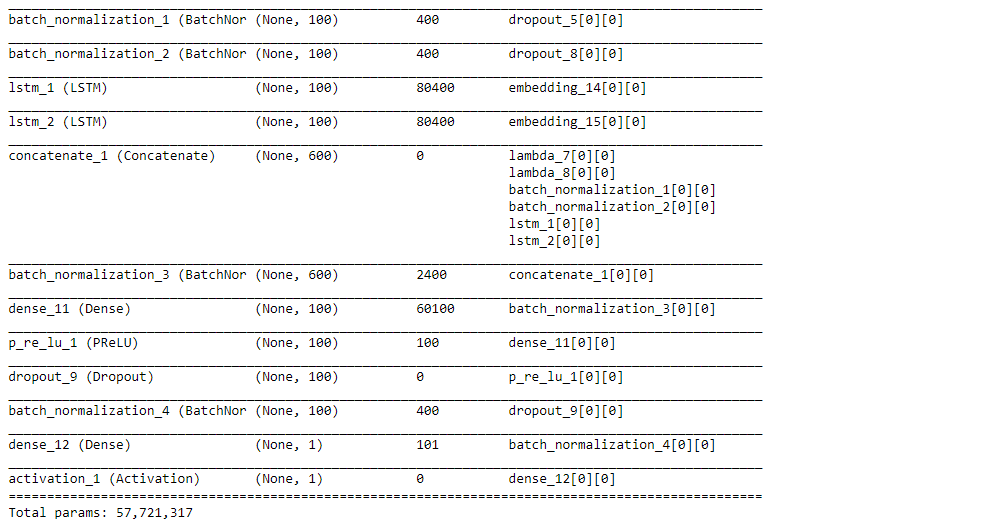 batch_normalization_1 (BatchNor (None, 100) 400 dropout_5[0][0]
batch_normalization_2 (BatchNor (None, 100) 400 dropout_8[0][0]
lstm_1 (LSTM) (None, 100) 80400 embedding_14[0][0]
lstm_2 (LSTM) (None, 100) 80400 embedding_15[0][0]
concatenate_1 (Concatenate) (None, 600) 0 lambda_7[0][0]
lambda_8[0][0]
batch_normalization_1[0][0]
batch_normalization_2[0][0]
lstm_1[0][0]
lstm_2[0][0]
batch_normalization_3 (BatchNor (None, 600) 2400 concatenate_1[0][0]
dense_11 (Dense) (None, 100) 60100 batch_normalization_3[0][0]
p_re_lu_1 (PReLU) (None, 100) 100 dense_11[0][0]
dropout_9 (Dropout) (None, 100) 0 p_re_lu_1[0][0]
batch_normalization_4 (BatchNor (None, 100) 400 dropout_9[0][0]
dense_12 (Dense) (None, 1) 101 batch_normalization_4[0][0]
activation_1 (Activation) (None, 1) 0 dense_12[0][0]
Total params: 57,721,317